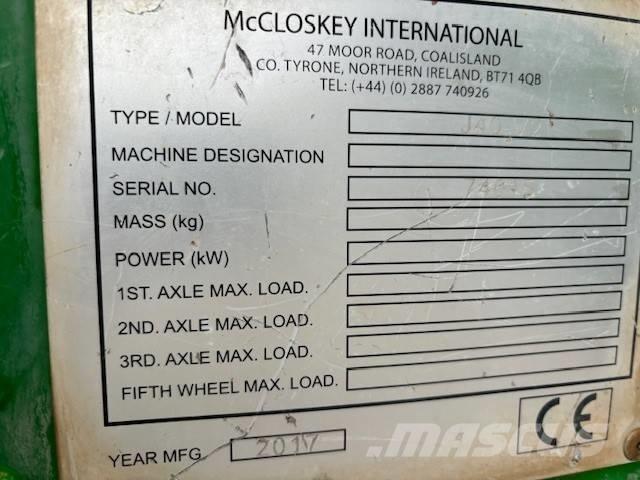 McCLOSKEY INTERNATIONAL
47 MOOR ROAD, COALISLAND
CO. TYRONE, NORTHERN IRELAND, BT71 4QB
TEL: (+44) (0) 2887 740926
TYPE / MODEL
MACHINE DESIGNATION
SERIAL NO.
MASS (kg)
POWER (kW)
1ST. AXLE MAX. LOAD.
2ND. AXLE MAX. LOAD.
3RD. AXLE MAX. LOAD.
FIFTH WHEEL MAX. LOAD.
YEAR MFG 2017
CE
MASCUS